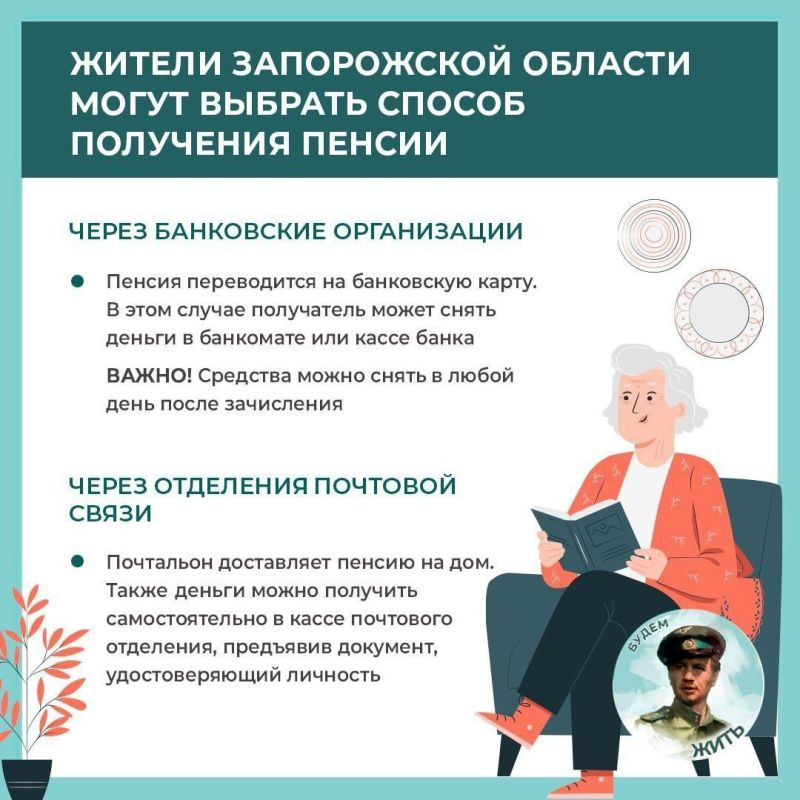 ЖИТЕЛИ ЗАПОРОЖСКОЙ ОБЛАСТИ
МОГУТ ВЫБРАТЬ СПОСОБ
ПОЛУЧЕНИЯ ПЕНСИИ
ЧЕРЕЗ БАНКОВСКИЕ ОРГАНИЗАЦИИ
Пенсия переводится на банковскую карту.
В этом случае получатель может снять
деньги в банкомате или кассе банка
ВАЖНО! Средства можно снять в любой
день после зачисления
ЧЕРЕЗ ОТДЕЛЕНИЯ ПОЧТОВОЙ
СВЯЗИ
Почтальон доставляет пенсию на дом.
Также деньги можно получить
самостоятельно в кассе почтового
отделения, предъявив документ,
удостоверяющий личность
БУДЕМ
ЖИТЬ